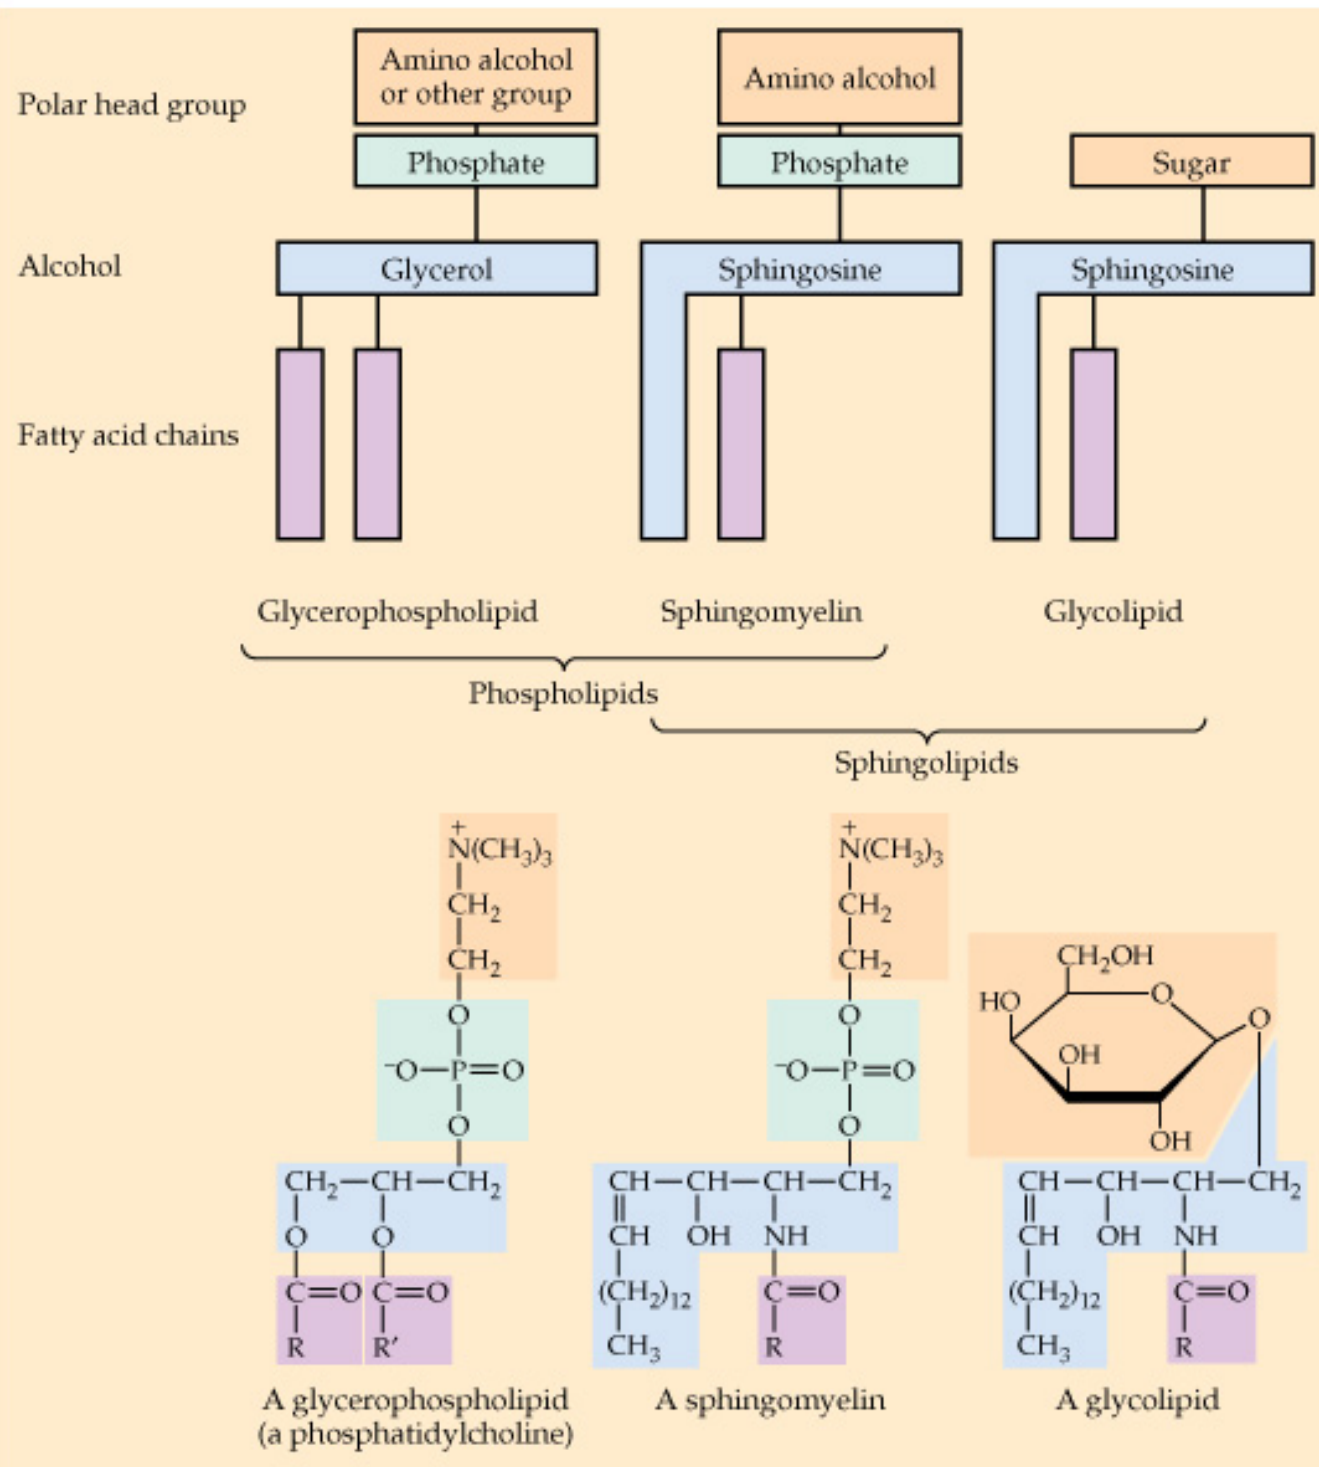 Polar head group
Amino alcohol
or other group
Phosphate
Amino alcohol
Phosphate
Sugar
Alcohol
Glycerol
Sphingosine
Sphingosine
Fatty acid chains
Glycerophospholipid
Sphingomyelin
Glycolipid
Phospholipids
Sphingolipids
+
N(CH₃)₃
CH₂
CH₂
O
⁻O—P=O
O
CH₂—CH—CH₂
O O
C=O C=O
R R′
+
N(CH₃)₃
CH₂
CH₂
O
⁻O—P=O
O
CH—CH—CH—CH₂
CH OH NH
(CH₂)₁₂ C=O
CH₃ R
CH₂OH
HO O O
OH
OH
CH—CH—CH—CH₂
CH OH NH
(CH₂)₁₂ C=O
CH₃ R
A glycerophospholipid
(a phosphatidylcholine)
A sphingomyelin
A glycolipid